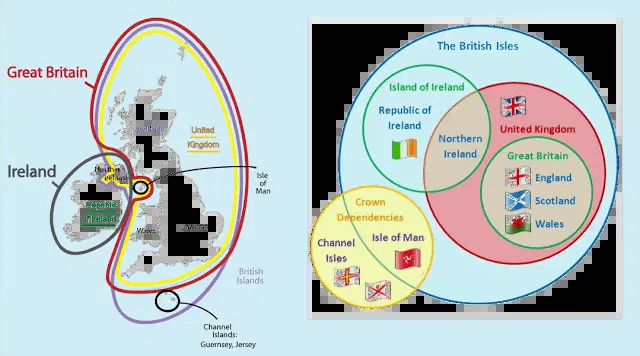 Great Britain
Ireland
Scotland
United
Kingdom
Northern
Ireland
Isle
of
Man
Republic
of Ireland
Wales
British
Islands
Channel
Islands:
Guernsey, Jersey
The British Isles
Island of Ireland
Republic of
Ireland
Northern
Ireland
United Kingdom
Great Britain
England
Scotland
Wales
Crown
Dependencies
Channel
Isles
Isle of Man